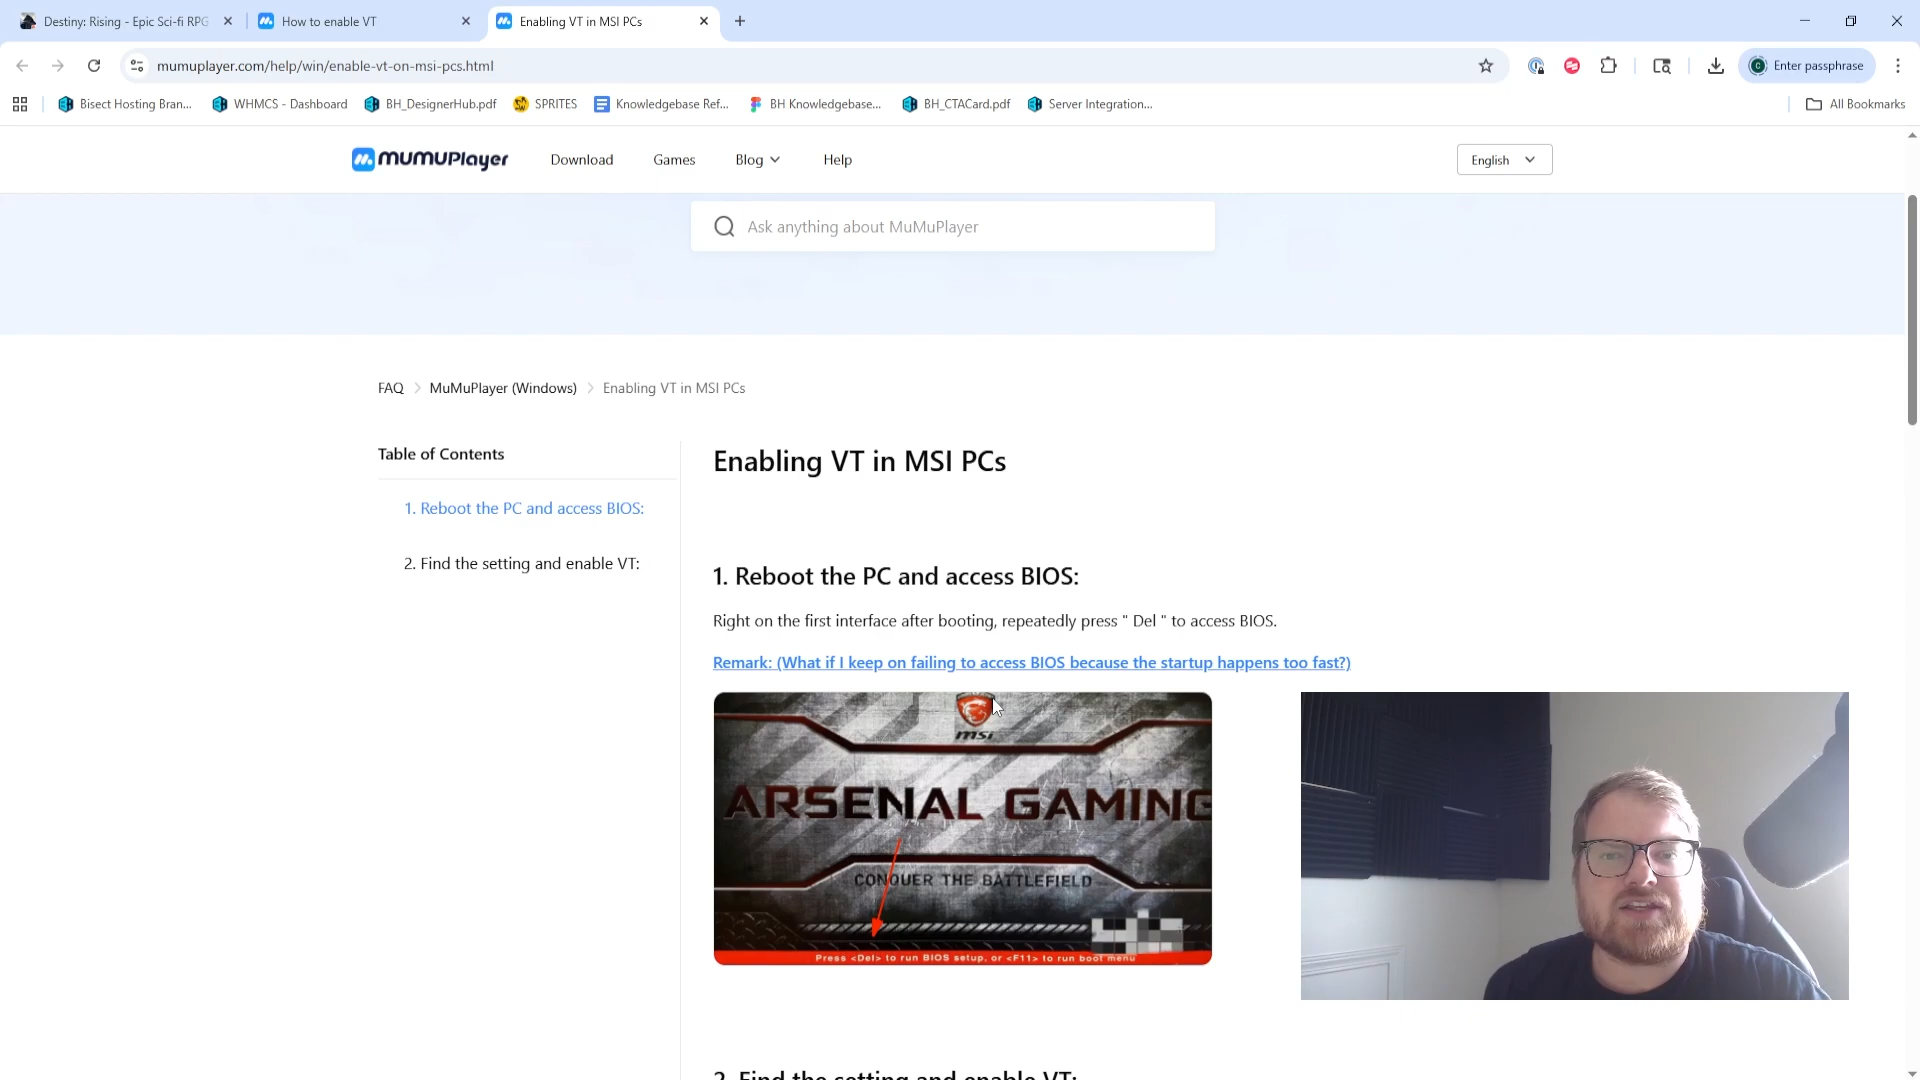 Destiny: Rising - Epic Sci-fi RPG
How to enable VT
Enabling VT in MSI PCs
mumuplayer.com/help/win/enable-vt-on-msi-pcs.html
Enter passphrase
Bisect Hosting Bran...
WHMCS - Dashboard
BH_DesignerHub.pdf
SPRITES
Knowledgebase Ref...
BH Knowledgebase...
BH_CTACard.pdf
Server Integration...
All Bookmarks
MuMuPlayer
Download
Games
Blog
Help
English
Ask anything about MuMuPlayer
FAQ
MuMuPlayer (Windows)
Enabling VT in MSI PCs
Table of Contents
1. Reboot the PC and access BIOS:
2. Find the setting and enable VT:
Enabling VT in MSI PCs
1. Reboot the PC and access BIOS:
Right on the first interface after booting, repeatedly press " Del " to access BIOS.
Remark: (What if I keep on failing to access BIOS because the startup happens too fast?)
msi
ARSENAL GAMING
CONQUER THE BATTLEFIELD
Press <Del> to run BIOS setup, or <F11> to run boot menu
2. Find the setting and enable VT: